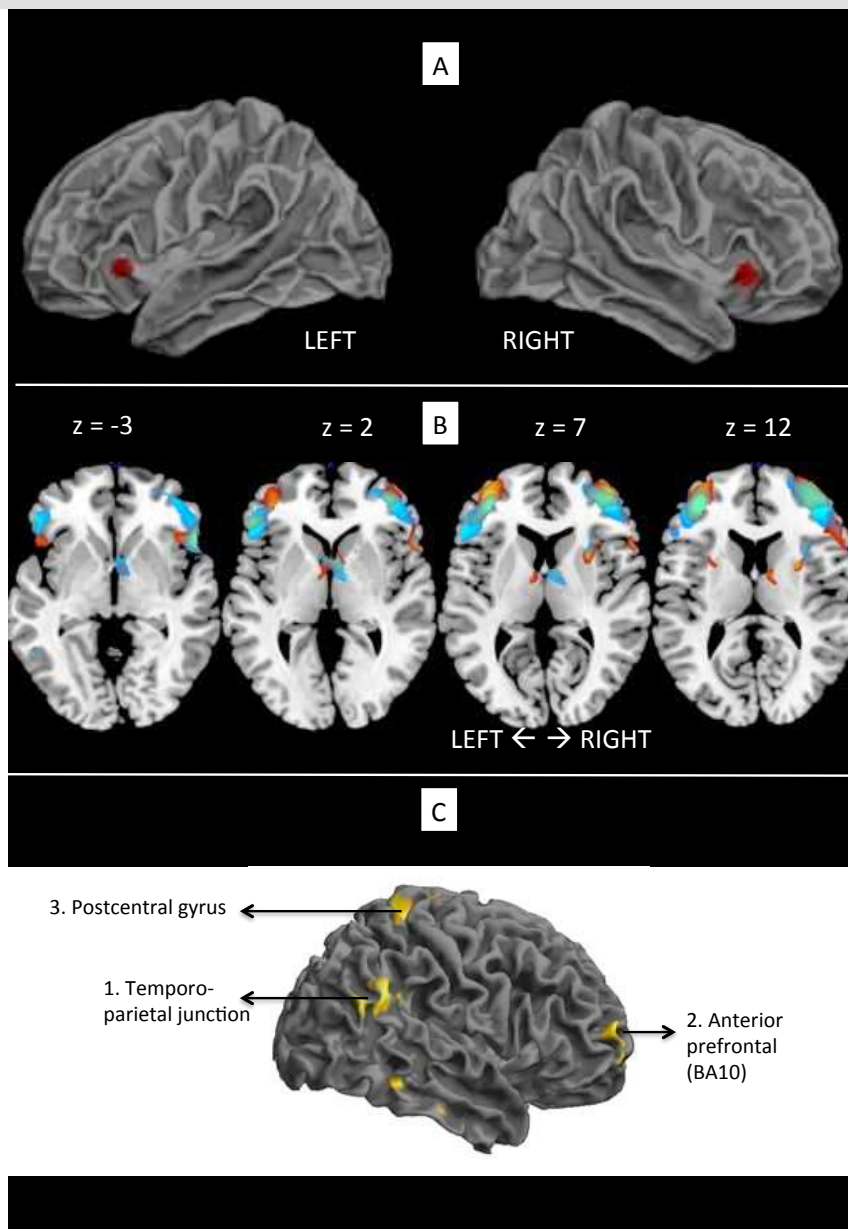 A
LEFT
RIGHT
z = -3
z = 2
B
z = 7
z = 12
LEFT ← → RIGHT
C
3. Postcentral gyrus
1. Temporo-
parietal junction
2. Anterior
prefrontal
(BA10)